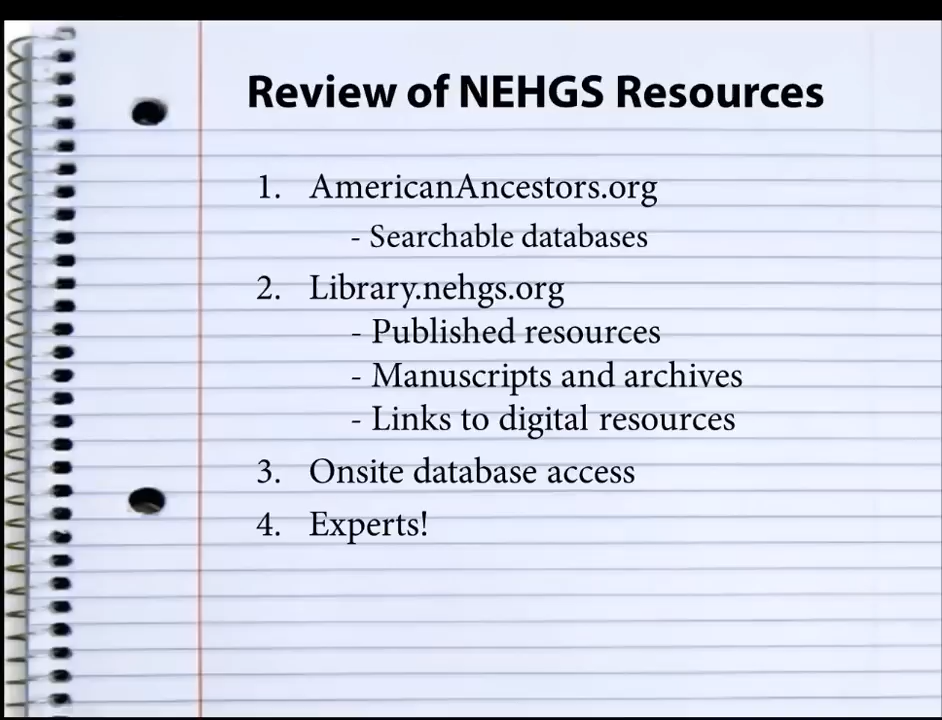 Review of NEHGS Resources
1. AmericanAncestors.org
- Searchable databases
2. Library.nehgs.org
- Published resources
- Manuscripts and archives
- Links to digital resources
3. Onsite database access
4. Experts!